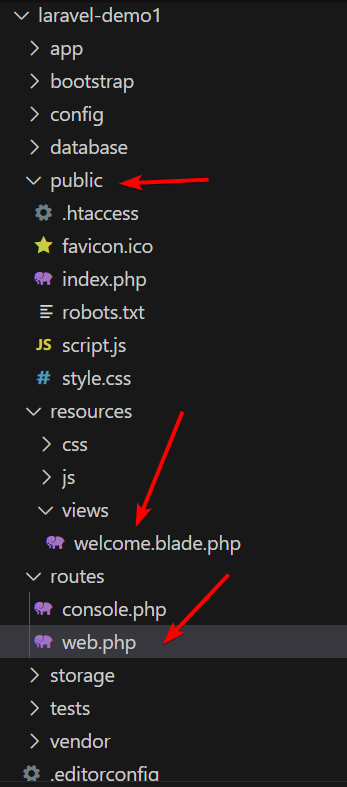 laravel-demo1
app
bootstrap
config
database
public
.htaccess
favicon.ico
index.php
robots.txt
JS script.js
# style.css
resources
css
js
views
welcome.blade.php
routes
console.php
web.php
storage
tests
vendor
.editorconfig